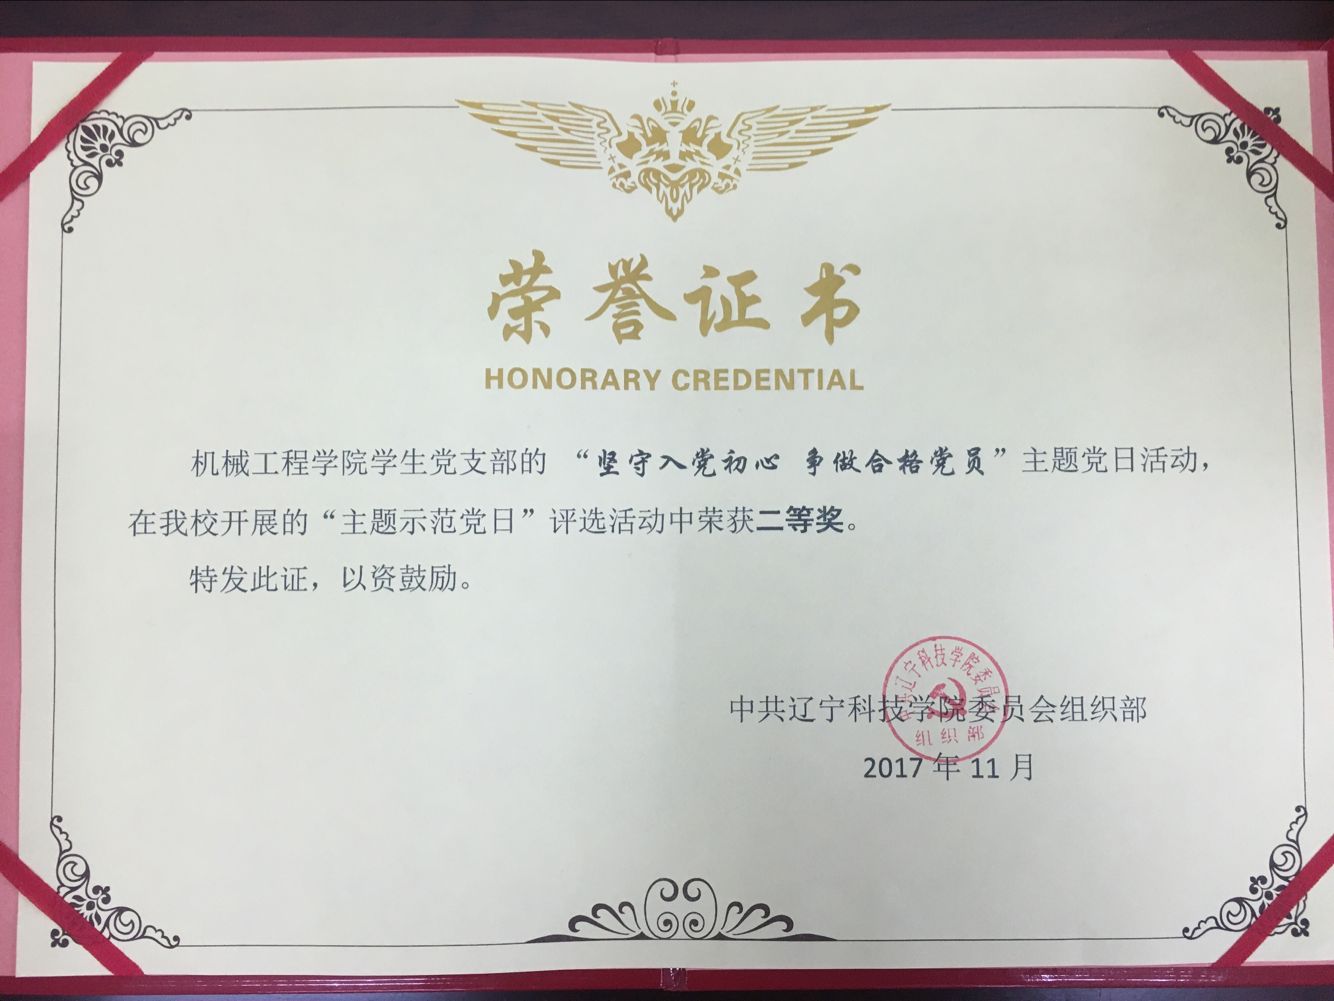 荣誉证书
HONORARY CREDENTIAL
机械工程学院学生党支部的 “坚守入党初心 争做合格党员”主题党日活动，
在我校开展的“主题示范党日”评选活动中荣获二等奖。
特发此证，以资鼓励。
中共辽宁科技学院委员会
组织部
中共辽宁科技学院委员会组织部
2017 年 11 月